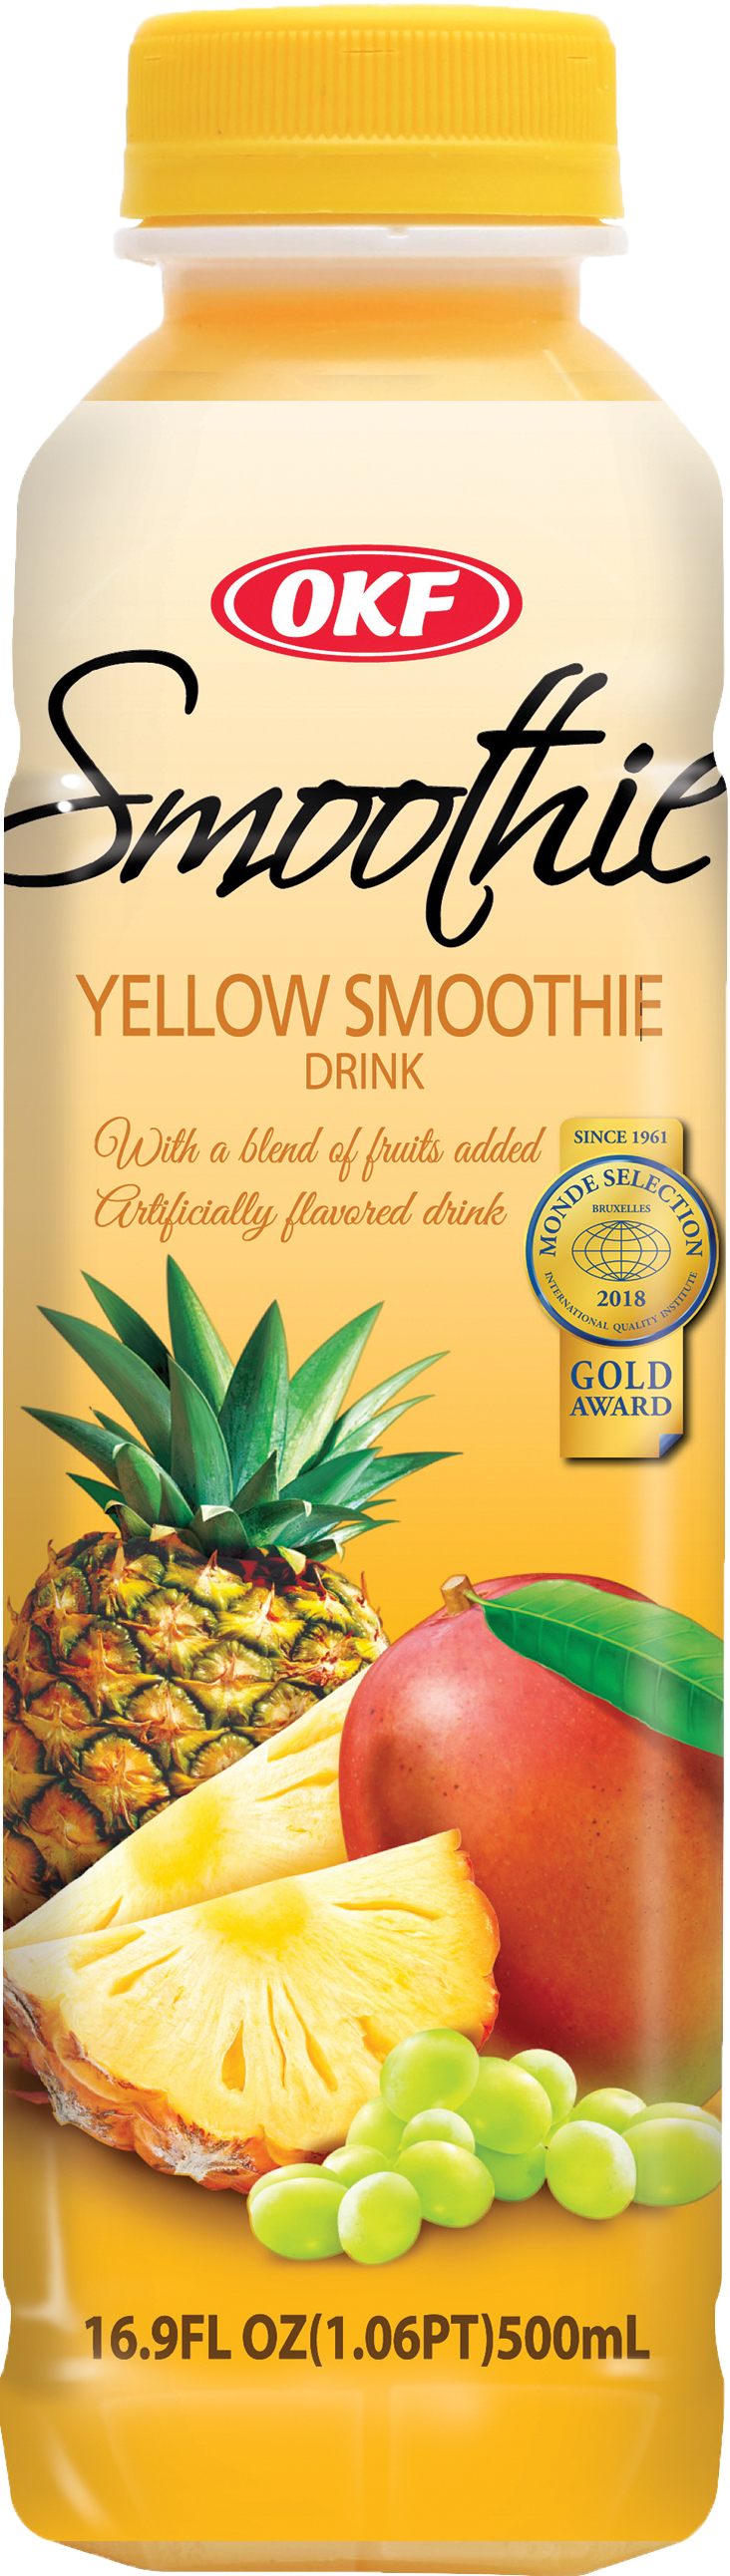 OKF
Smoothie
YELLOW SMOOTHIE
DRINK
With a blend of fruits added
Artificially flavored drink
SINCE 1961
MONDE SELECTION
BRUXELLES
2018
INTERNATIONAL QUALITY INSTITUTE
GOLD
AWARD
16.9FL OZ(1.06PT)500mL